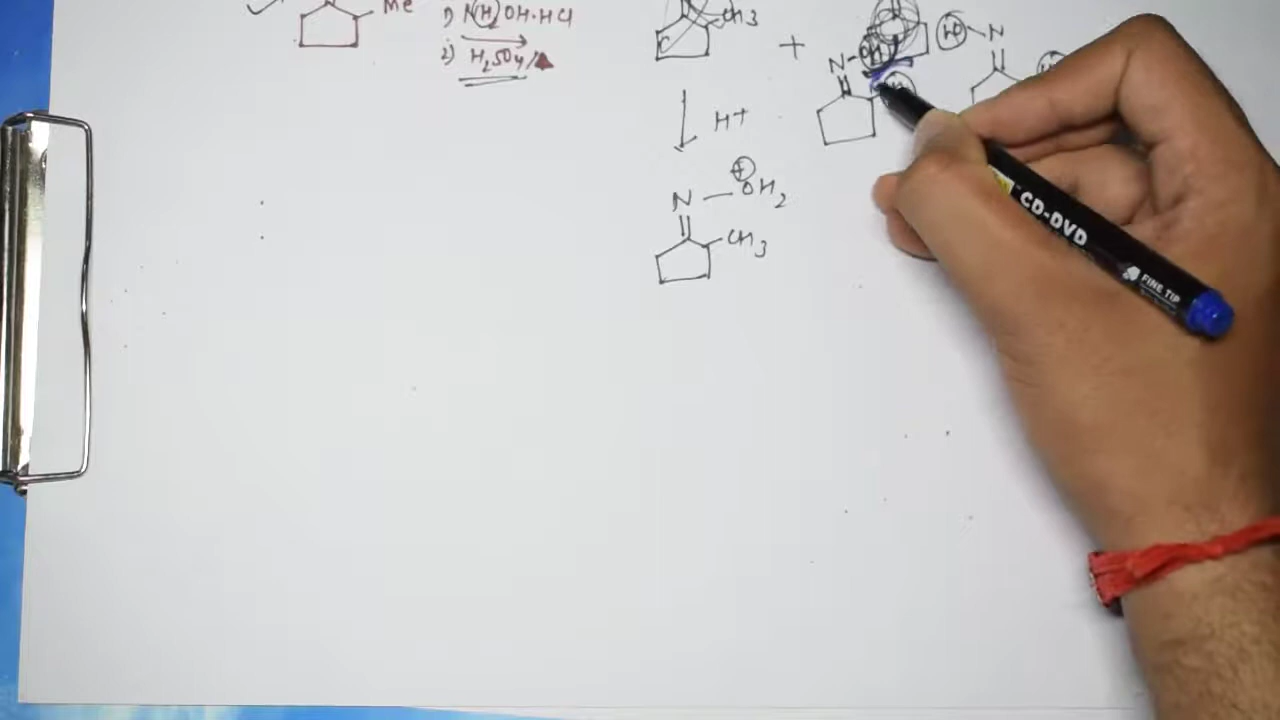 Me
1) NH2OH·HCl
2) H2SO4/▲
CH3
+
N-OH
HO-N
H+
N — ⊕OH2
CH3
CD-DVD
FINE TIP